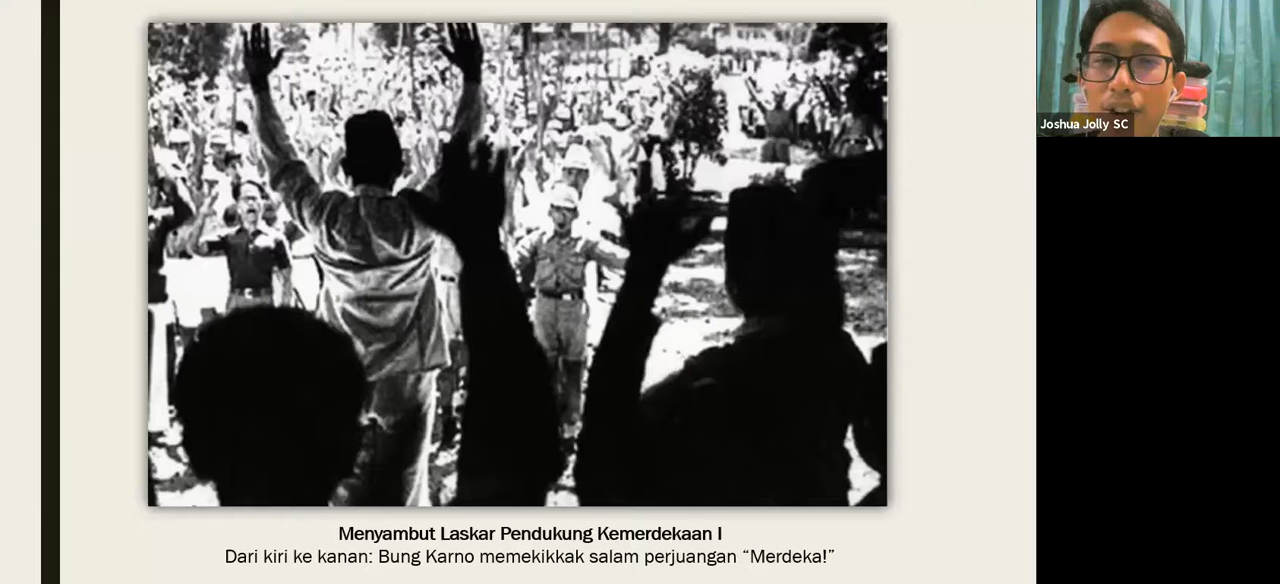 Joshua Jolly SC
Menyambut Laskar Pendukung Kemerdekaan I
Dari kiri ke kanan: Bung Karno memekikkak salam perjuangan “Merdeka!”